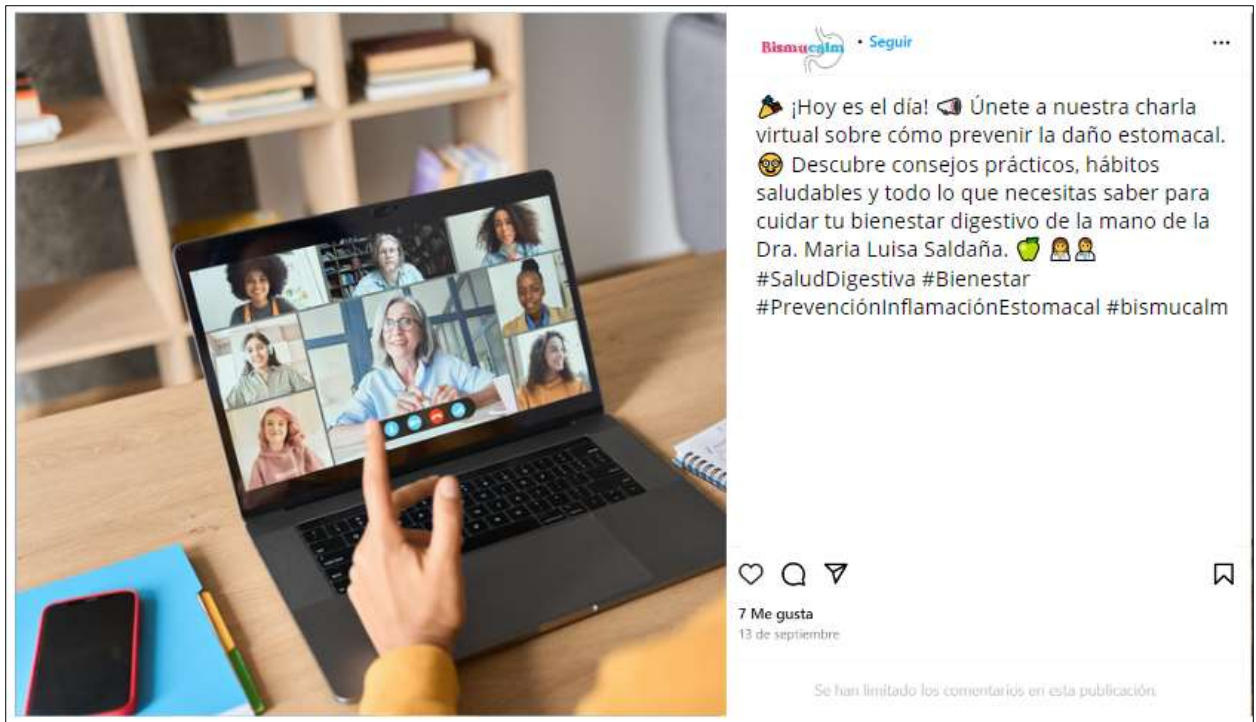 Bismucalm • Seguir
🎉 ¡Hoy es el día! 📣 Únete a nuestra charla
virtual sobre cómo prevenir la daño estomacal.
🤓 Descubre consejos prácticos, hábitos
saludables y todo lo que necesitas saber para
cuidar tu bienestar digestivo de la mano de la
Dra. Maria Luisa Saldaña. 🍏 👩‍⚕️👨‍⚕️
#SaludDigestiva #Bienestar
#PrevenciónInflamaciónEstomacal #bismucalm
7 Me gusta
13 de septiembre
Se han limitado los comentarios en esta publicación.